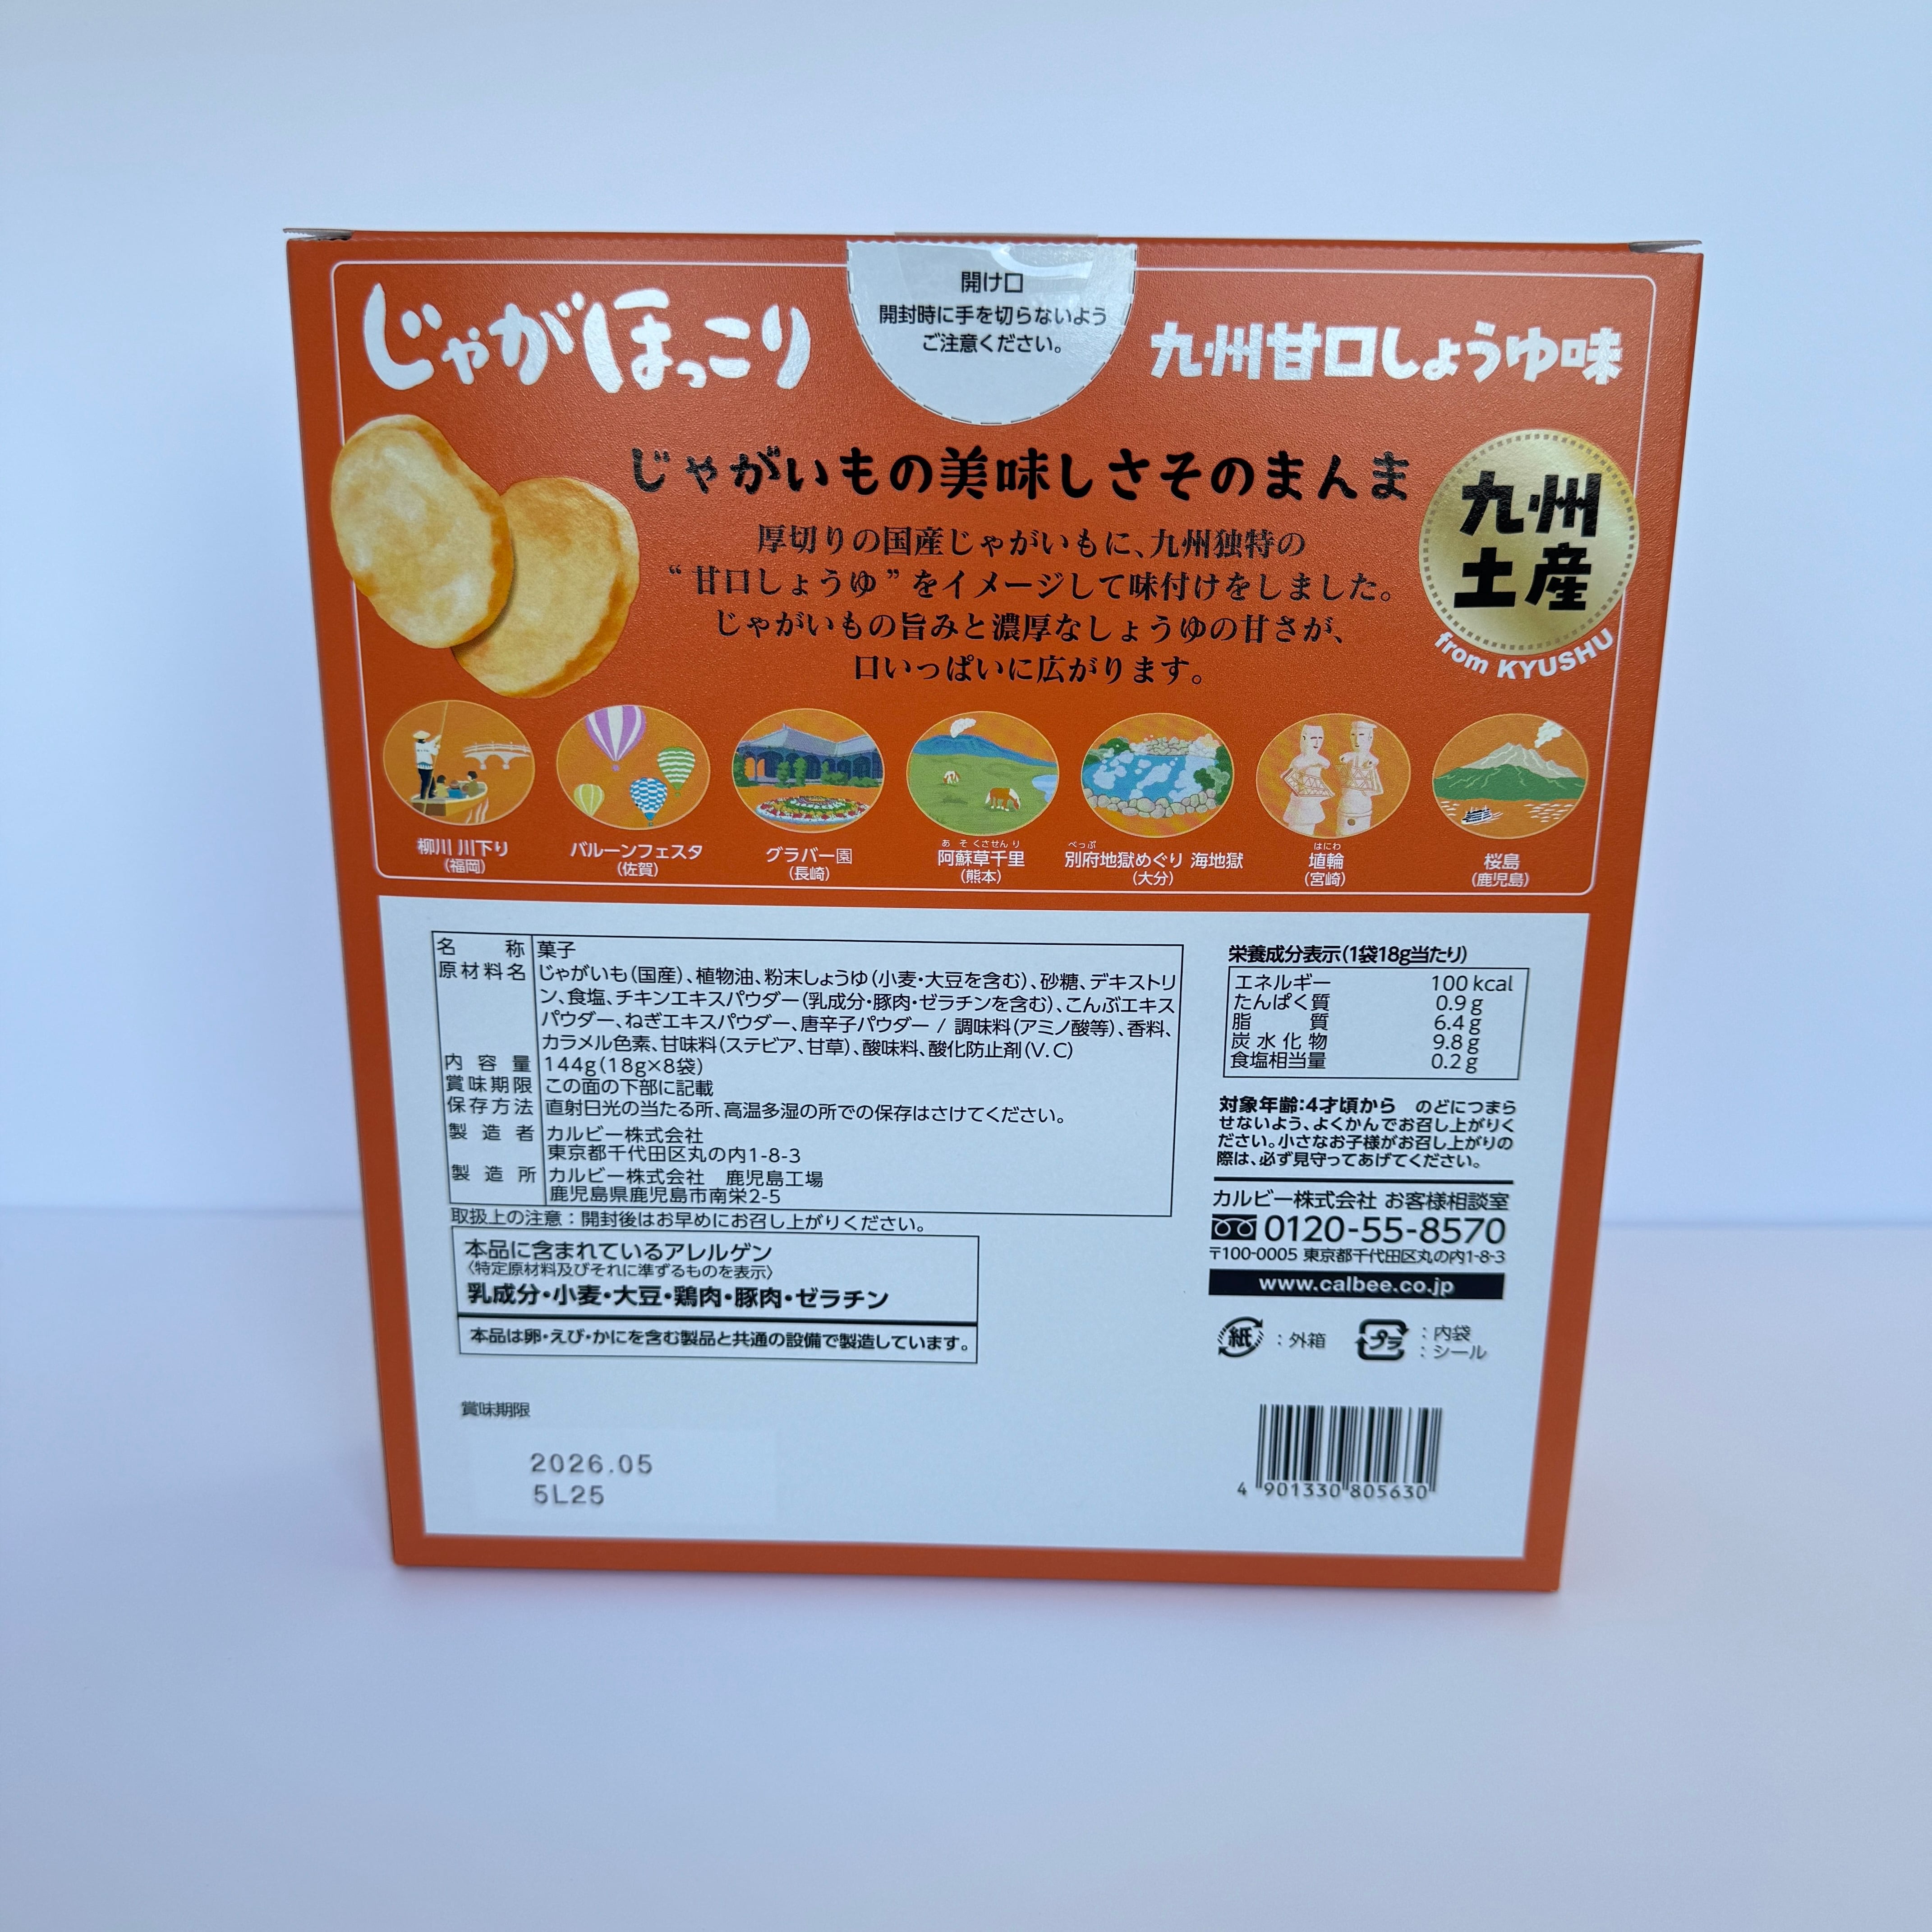 開け口
開封時に手を切らないよう
ご注意ください。
じゃがほっこり
九州甘口しょうゆ味
じゃがいもの美味しさそのまんま
厚切りの国産じゃがいもに、九州独特の
“甘口しょうゆ”をイメージして味付けをしました。
じゃがいもの旨みと濃厚なしょうゆの甘さが、
口いっぱいに広がります。
九州
土産
from KYUSHU
柳川 川下り
(福岡)
バルーンフェスタ
(佐賀)
グラバー園
(長崎)
あ そ くさせんり
阿蘇草千里
(熊本)
べっぷ
別府地獄めぐり 海地獄
(大分)
はにわ
埴輪
(宮崎)
桜島
(鹿児島)
名称 菓子
原材料名 じゃがいも(国産)、植物油、粉末しょうゆ(小麦・大豆を含む)、砂糖、デキストリ
ン、食塩、チキンエキスパウダー(乳成分・豚肉・ゼラチンを含む)、こんぶエキス
パウダー、ねぎエキスパウダー、唐辛子パウダー / 調味料(アミノ酸等)、香料、
カラメル色素、甘味料(ステビア、甘草)、酸味料、酸化防止剤(V.C)
内容量 144g(18g×8袋)
賞味期限 この面の下部に記載
保存方法 直射日光の当たる所、高温多湿の所での保存はさけてください。
製造者 カルビー株式会社
東京都千代田区丸の内1-8-3
製造所 カルビー株式会社 鹿児島工場
鹿児島県鹿児島市南栄2-5
取扱上の注意：開封後はお早めにお召し上がりください。
本品に含まれているアレルゲン
〈特定原材料及びそれに準ずるものを表示〉
乳成分・小麦・大豆・鶏肉・豚肉・ゼラチン
本品は卵・えび・かにを含む製品と共通の設備で製造しています。
賞味期限
2026.05
5L25
栄養成分表示(1袋18g当たり)
エネルギー 100 kcal
たんぱく質 0.9 g
脂質 6.4 g
炭水化物 9.8 g
食塩相当量 0.2 g
対象年齢:4才頃から のどにつまら
せないよう、よくかんでお召し上がりく
ださい。小さなお子様がお召し上がりの
際は、必ず見守ってあげてください。
カルビー株式会社 お客様相談室
0120-55-8570
〒100-0005 東京都千代田区丸の内1-8-3
www.calbee.co.jp
紙 ：外箱
プラ ：内袋
：シール
4 901330 805630